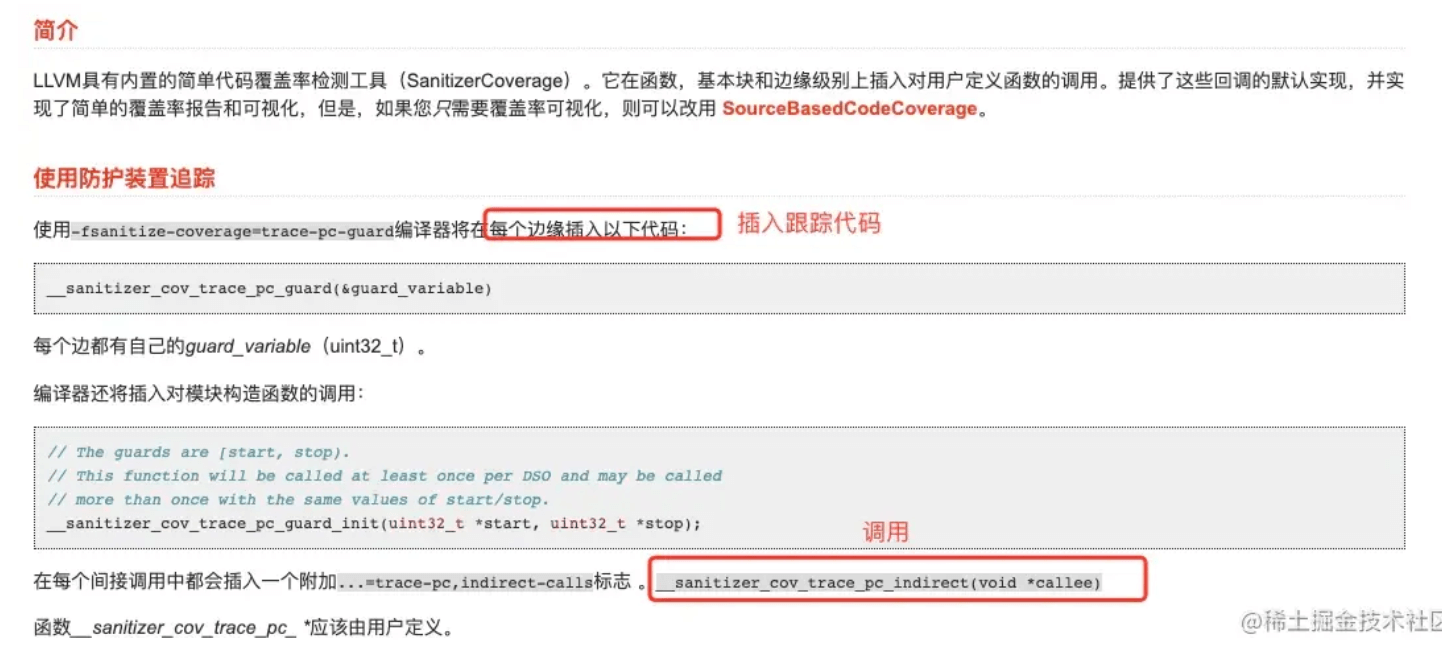 简介
LLVM具有内置的简单代码覆盖率检测工具（SanitizerCoverage）。它在函数，基本块和边缘级别上插入对用户定义函数的调用。提供了这些回调的默认实现，并实
现了简单的覆盖率报告和可视化，但是，如果您只需要覆盖率可视化，则可以改用 SourceBasedCodeCoverage。
使用防护装置追踪
使用-fsanitize-coverage=trace-pc-guard编译器将在每个边缘插入以下代码： 插入跟踪代码
__sanitizer_cov_trace_pc_guard(&guard_variable)
每个边都有自己的guard_variable（uint32_t）。
编译器还将插入对模块构造函数的调用：
// The guards are [start, stop).
// This function will be called at least once per DSO and may be called
// more than once with the same values of start/stop.
__sanitizer_cov_trace_pc_guard_init(uint32_t *start, uint32_t *stop);
调用
在每个间接调用中都会插入一个附加...=trace-pc,indirect-calls标志 。__sanitizer_cov_trace_pc_indirect(void *callee)
函数__sanitizer_cov_trace_pc_ *应该由用户定义。
@稀土掘金技术社区